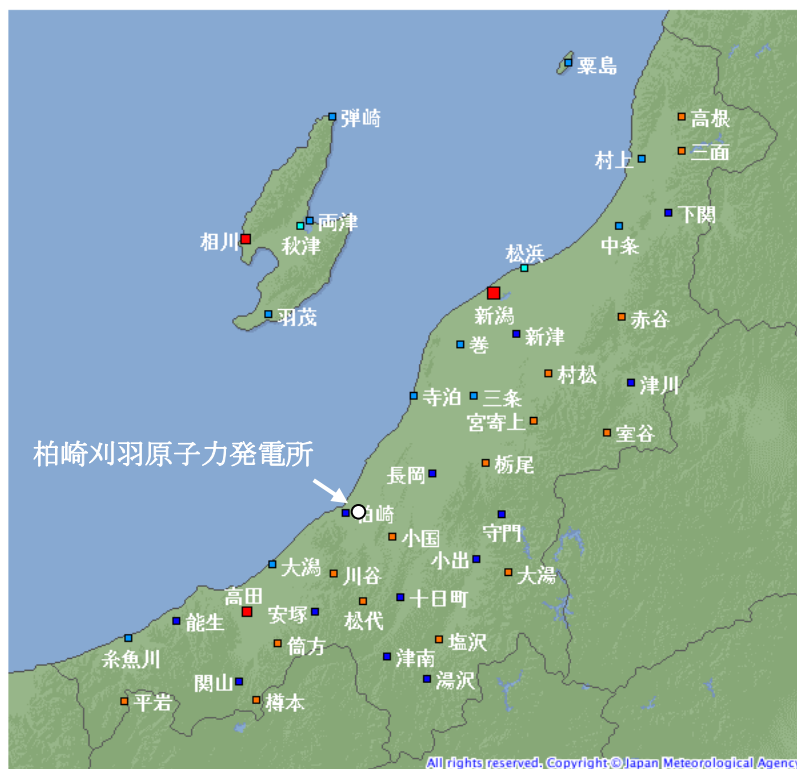 粟島
弾崎
高根
三面
村上
下関
両津
相川
秋津
中条
松浜
羽茂
新潟
赤谷
新津
巻
村松
津川
寺泊
三条
宮寄上
室谷
柏崎刈羽原子力発電所
栃尾
長岡
柏崎
守門
小国
小出
大潟
川谷
大湯
高田
十日町
安塚
松代
能生
糸魚川
筒方
塩沢
津南
関山
湯沢
平岩
樽本
All rights reserved. Copyright © Japan Meteorological Agency